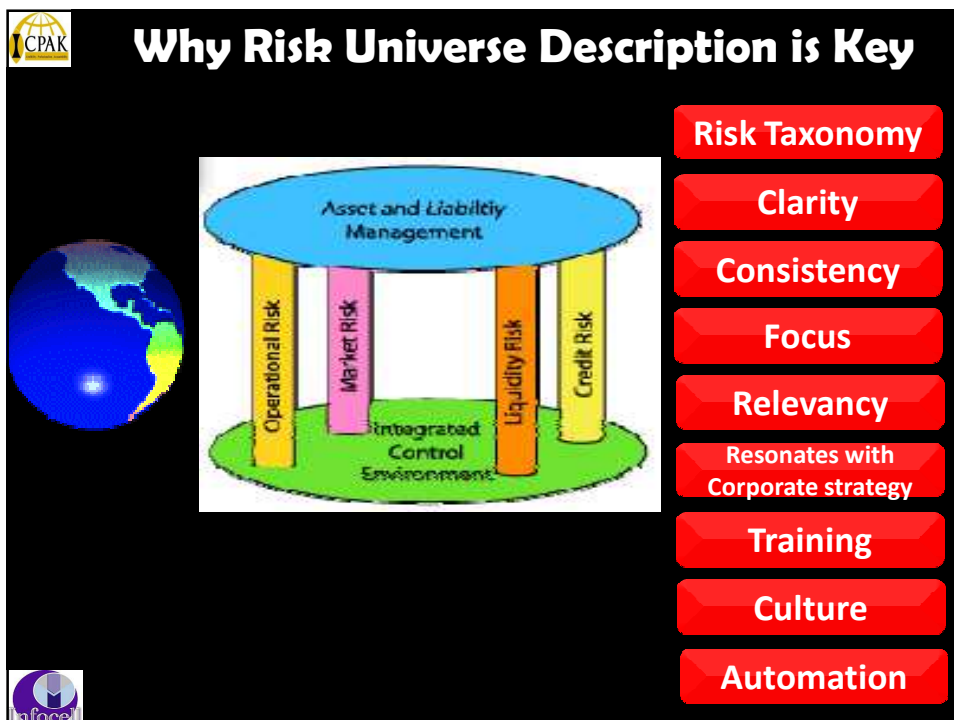 ICPAK
Why Risk Universe Description is Key
Risk Taxonomy
Clarity
Consistency
Focus
Relevancy
Resonates with
Corporate strategy
Training
Culture
Automation
Asset and Liabiltiy
Management
Operational Risk
Market Risk
Liquidity Risk
Credit Risk
Integrated
Control
Environment
Infocell